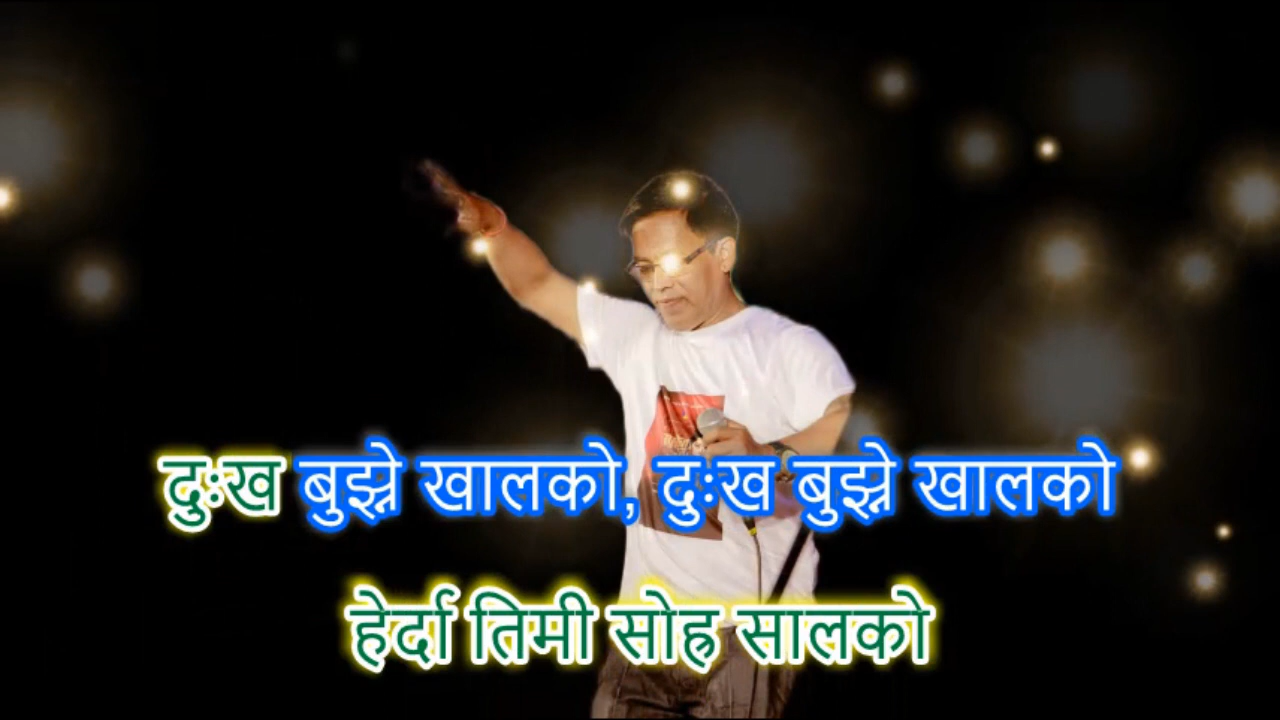 दुःख बुझ्ने खालको, दुःख बुझ्ने खालको
हेर्दा तिमी सोह्र सालको